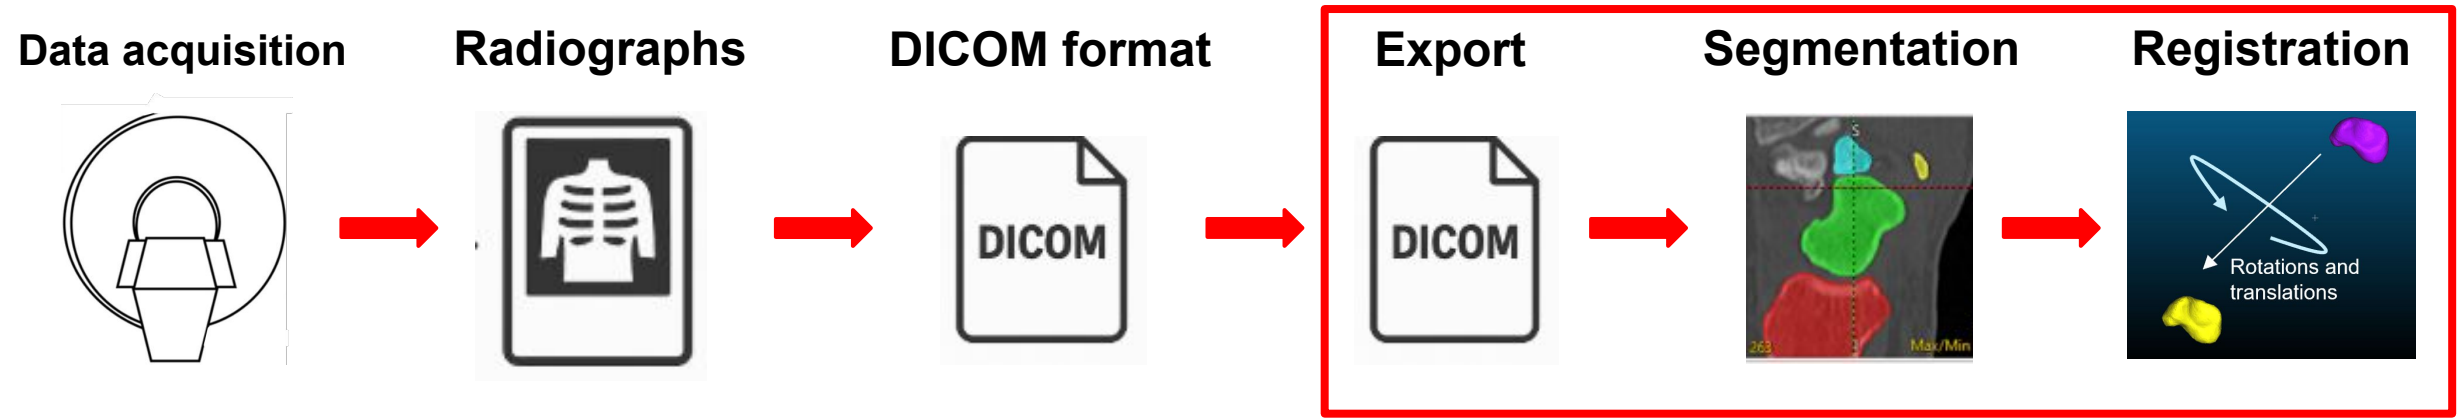 Data acquisition
Radiographs
DICOM format
Export
Segmentation
Registration
DICOM
DICOM
S
263
Max/Min
Rotations and
translations